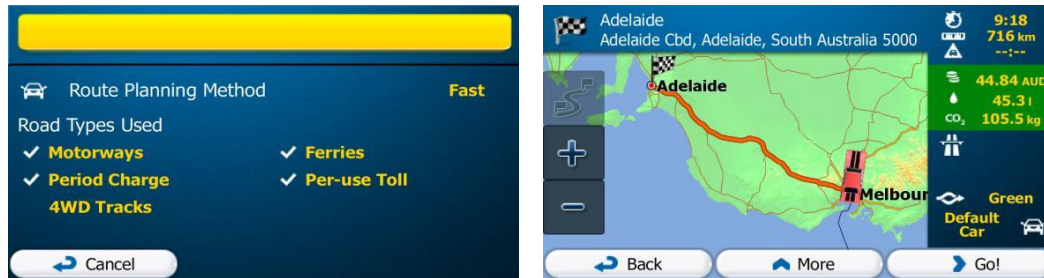 Route Planning Method Fast
Road Types Used
Motorways Ferries
Period Charge Per-use Toll
4WD Tracks
Cancel
Adelaide
Adelaide Cbd, Adelaide, South Australia 5000
9:18
716 km
--:--
44.84 AUD
45.3 l
CO₂ 105.5 kg
Adelaide
Melbour
Green
Default
Car
Back More Go!